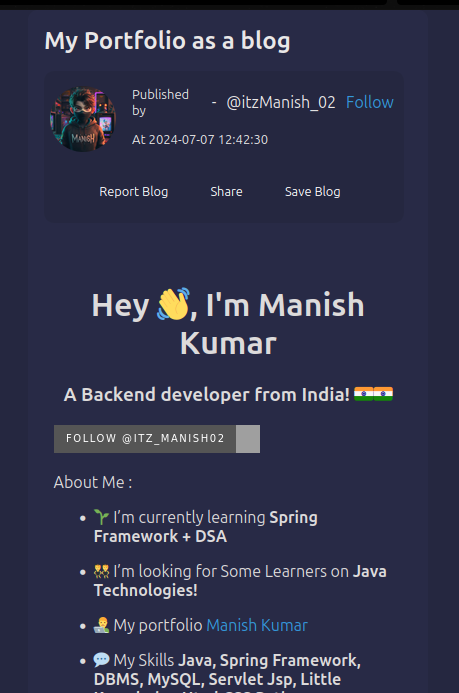 My Portfolio as a blog
Published
by
- @itzManish_02 Follow
At 2024-07-07 12:42:30
Report Blog Share Save Blog
Hey 👋, I'm Manish
Kumar
A Backend developer from India! 🇮🇳🇮🇳
FOLLOW @ITZ_MANISH02
About Me :
• 🌱 I’m currently learning Spring
Framework + DSA
• 👯 I’m looking for Some Learners on Java
Technologies!
• 👨‍💻 My portfolio Manish Kumar
• 💬 My Skills Java, Spring Framework,
DBMS, MySQL, Servlet Jsp, Little